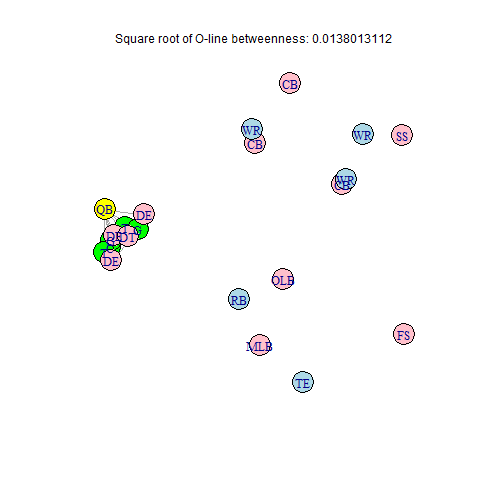 Square root of O-line betweenness: 0.0138013112
CB
WR
CB
WR
SS
WR
CB
QB
DE
DT
DE
OLB
RB
FS
MLB
TE